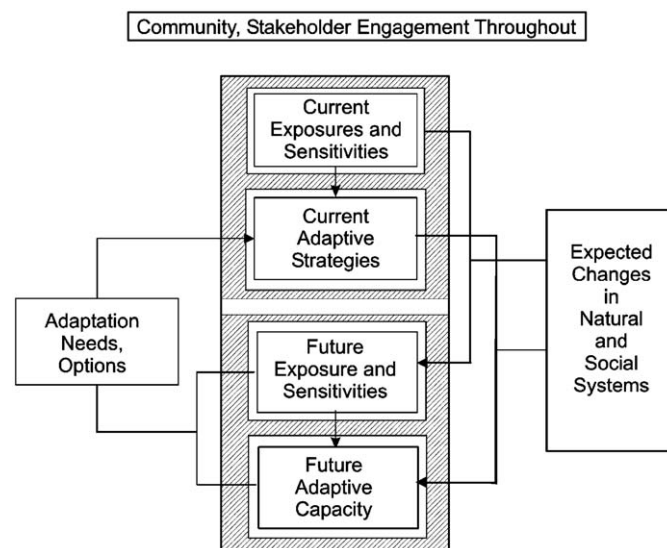 Community, Stakeholder Engagement Throughout
Current
Exposures and
Sensitivities
Current
Adaptive
Strategies
Adaptation
Needs,
Options
Future
Exposure and
Sensitivities
Future
Adaptive
Capacity
Expected
Changes
in
Natural
and
Social
Systems